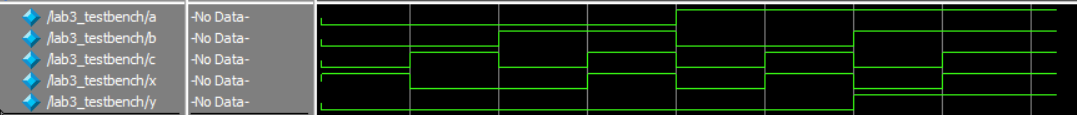 /lab3_testbench/a -No Data-
/lab3_testbench/b -No Data-
/lab3_testbench/c -No Data-
/lab3_testbench/x -No Data-
/lab3_testbench/y -No Data-